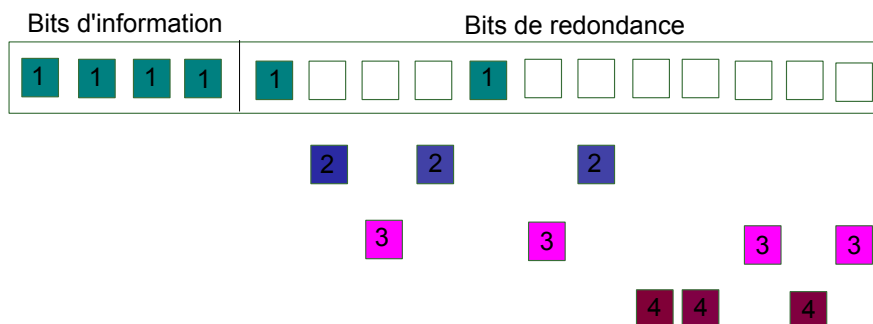 Bits d'information Bits de redondance
1 1 1 1 1 1
2 2 2
3 3 3 3
4 4 4